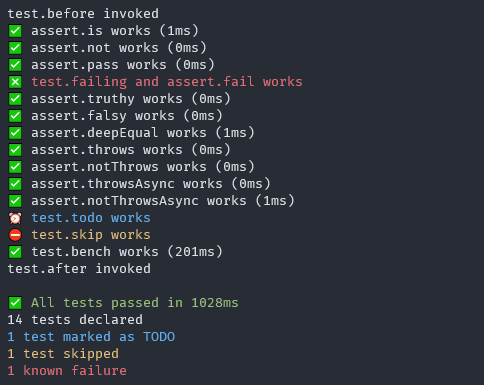 test.before invoked
✅ assert.is works (1ms)
✅ assert.not works (0ms)
✅ assert.pass works (0ms)
❎ test.failing and assert.fail works
✅ assert.truthy works (0ms)
✅ assert.falsy works (0ms)
✅ assert.deepEqual works (1ms)
✅ assert.throws works (0ms)
✅ assert.notThrows works (0ms)
✅ assert.throwsAsync works (0ms)
✅ assert.notThrowsAsync works (1ms)
⏰ test.todo works
⛔ test.skip works
✅ test.bench works (201ms)
test.after invoked
✅ All tests passed in 1028ms
14 tests declared
1 test marked as TODO
1 test skipped
1 known failure